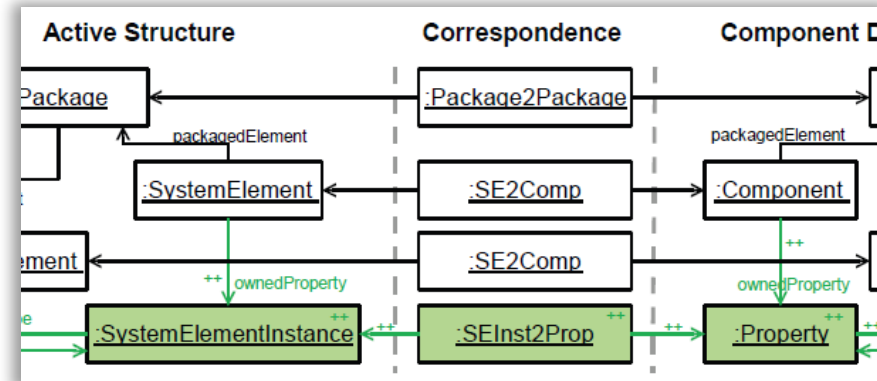 Active Structure Correspondence Component D
Package :Package2Package
packagedElement packagedElement
:SystemElement :SE2Comp :Component
++
ement :SE2Comp
++ ownedProperty ownedProperty
++ ++ ++
:SystemElementInstance ++ :SEInst2Prop ++ :Property ++